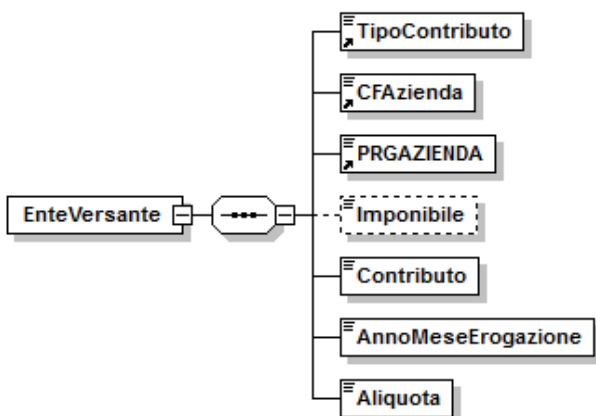 TipoContributo
CFAzienda
PRGAZIENDA
EnteVersante
Imponibile
Contributo
AnnoMeseErogazione
Aliquota